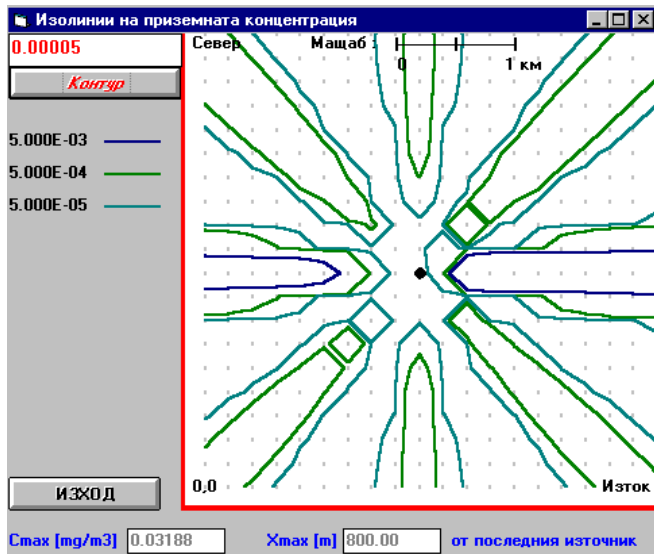 Изолинии на приземната концентрация
0.00005
Контур
5.000E-03
5.000E-04
5.000E-05
Север
Мащаб :
0
1 км
0,0
Изток
ИЗХОД
Cmax [mg/m3] 0.03188 Xmax [m] 800.00 от последния източник